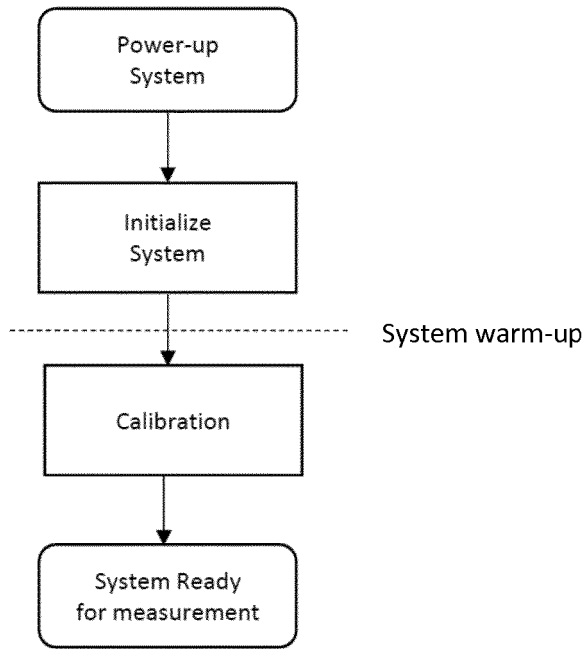 Power-up
System
Initialize
System
System warm-up
Calibration
System Ready
for measurement